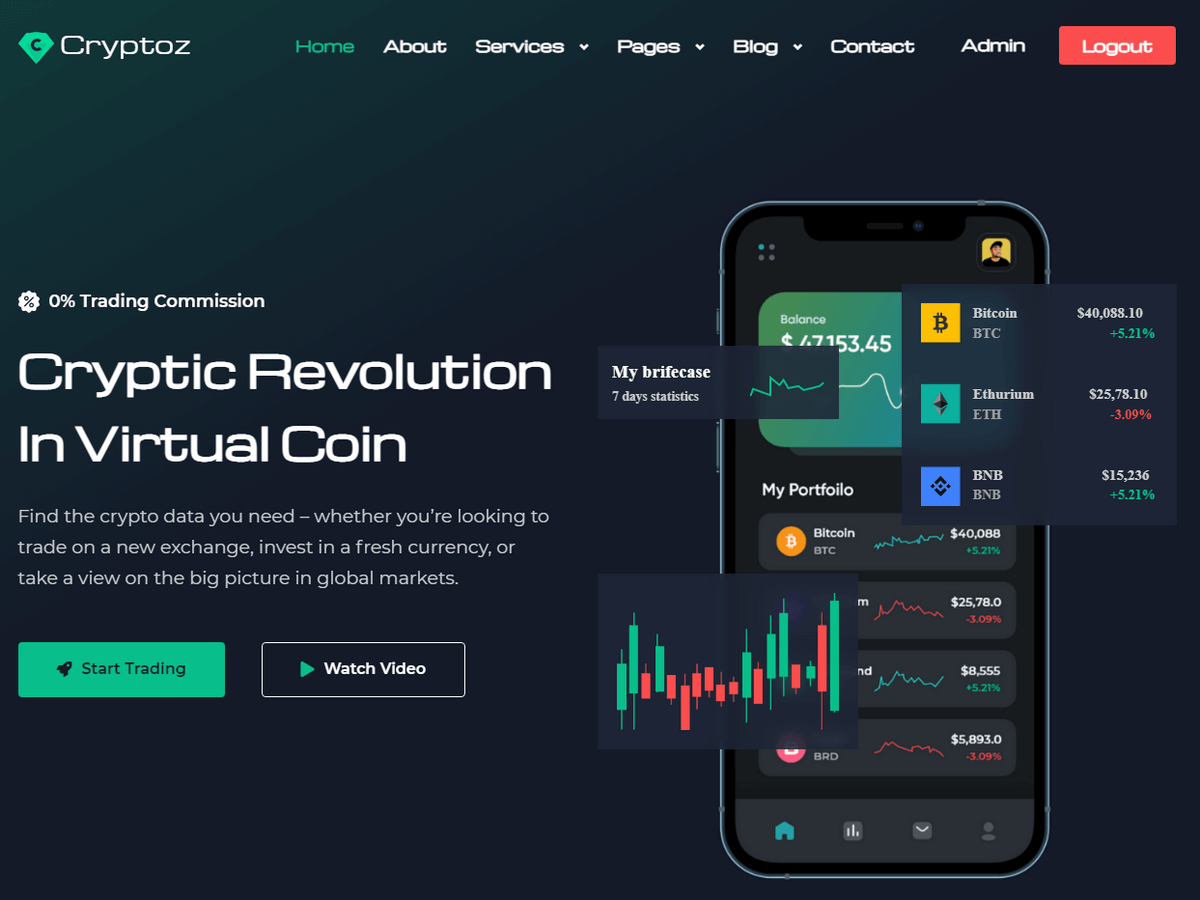 Cryptoz
Home About Services Pages Blog Contact Admin Logout
0% Trading Commission
Cryptic Revolution
In Virtual Coin
Find the crypto data you need – whether you’re looking to
trade on a new exchange, invest in a fresh currency, or
take a view on the big picture in global markets.
Start Trading Watch Video
Balance
$ 47,153.45
My brifecase
7 days statistics
Bitcoin $40,088.10
BTC +5.21%
Ethurium $25,78.10
ETH -3.09%
BNB $15,236
BNB +5.21%
My Portfoilo
Bitcoin $40,088
BTC +5.21%
$25,78.0
-3.09%
$8,555
+5.21%
$5,893.0
BRD -3.09%